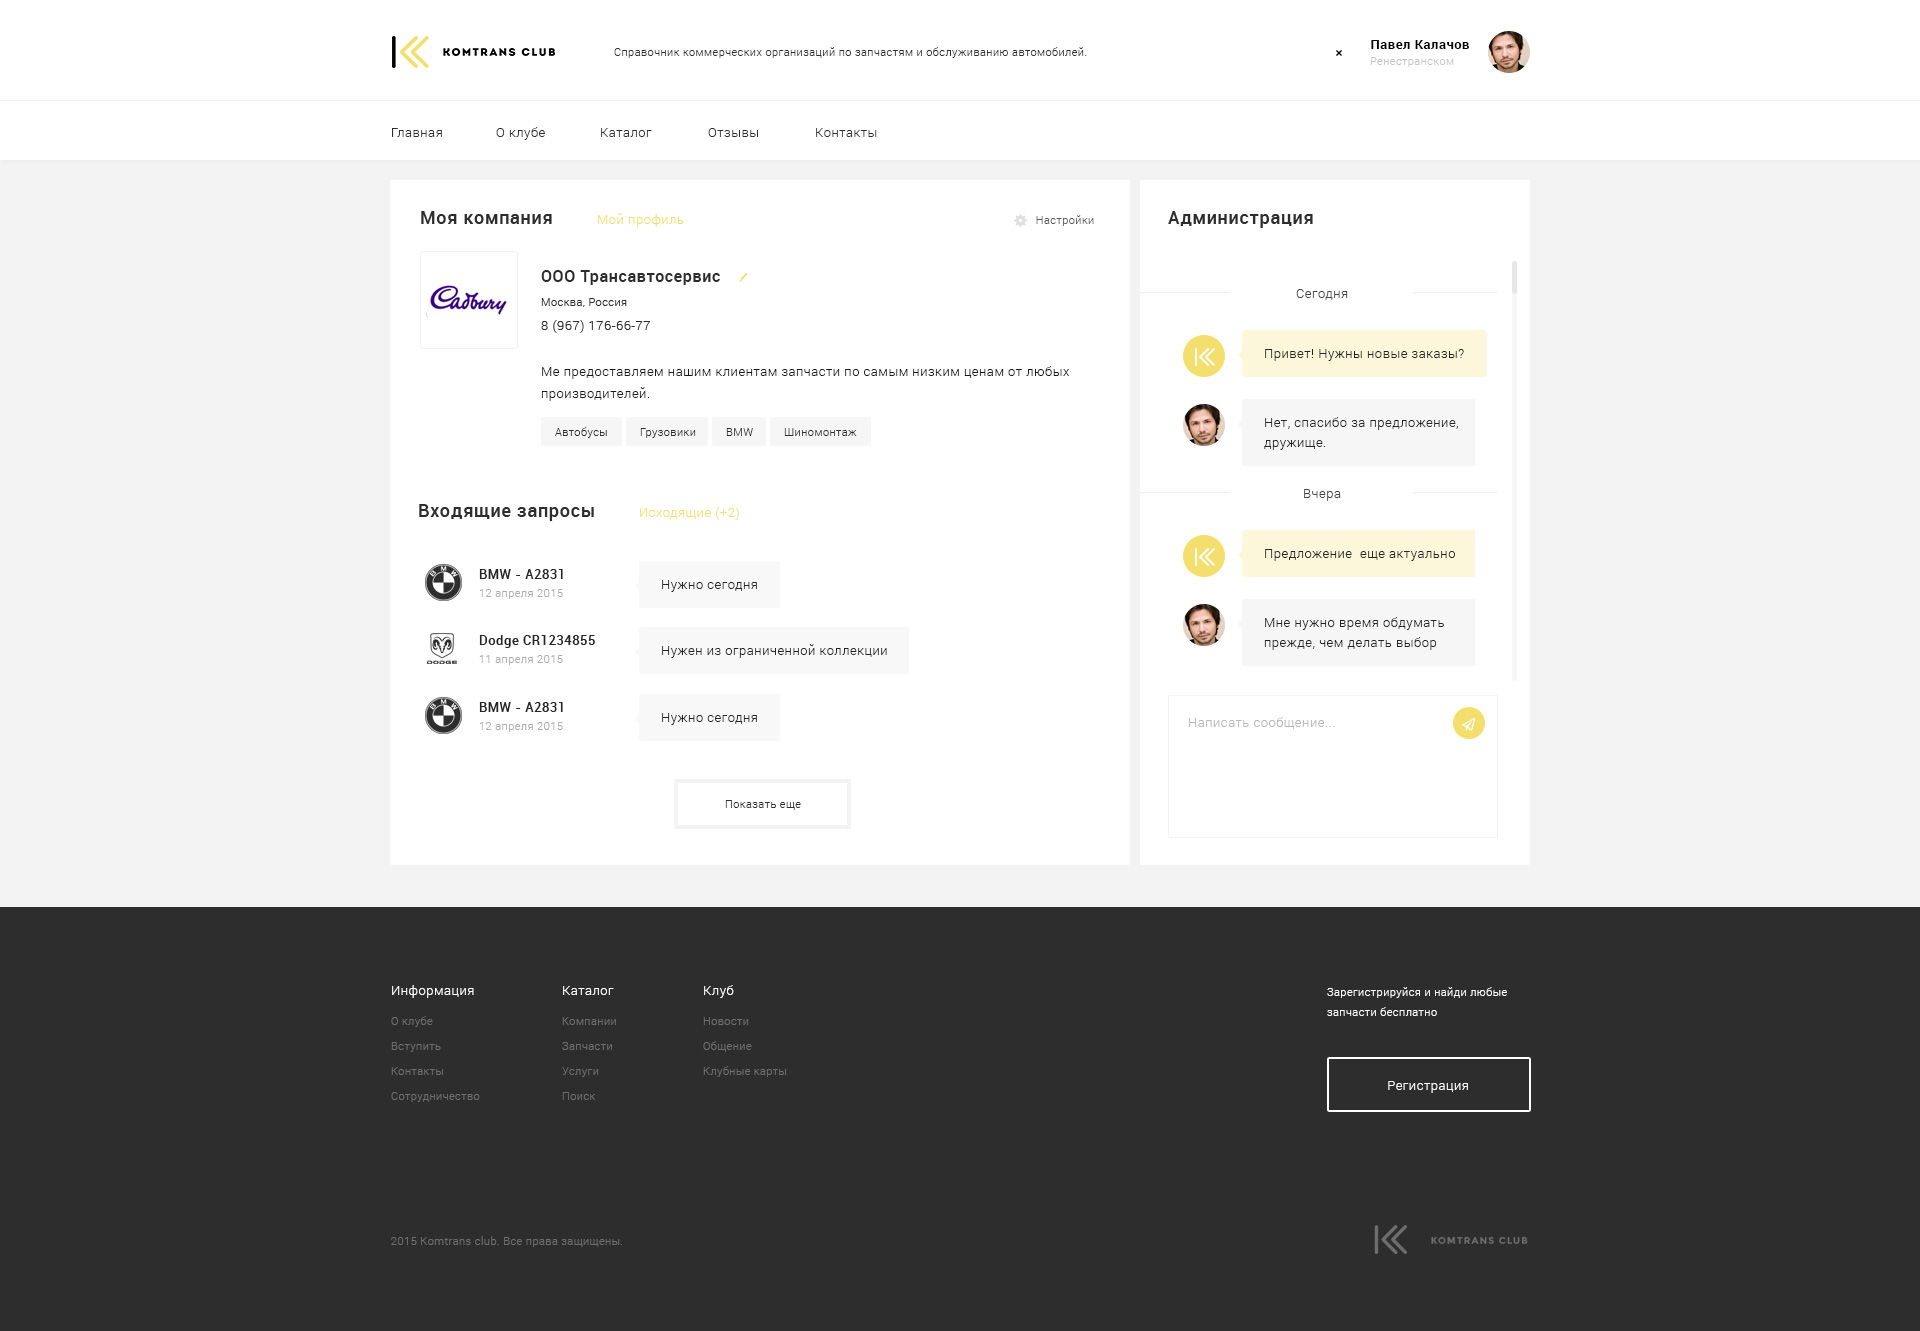 KOMTRANS CLUB
Справочник коммерческих организаций по запчастям и обслуживанию автомобилей.
Павел Калачов
Ренестранском
Главная
О клубе
Каталог
Отзывы
Контакты
Моя компания
Мой профиль
Настройки
Cadbury
ООО Трансавтосервис
Москва, Россия
8 (967) 176-66-77
Ме предоставляем нашим клиентам запчасти по самым низким ценам от любых
производителей.
Автобусы
Грузовики
BMW
Шиномонтаж
Входящие запросы
Исходящие (+2)
BMW
BMW - A2831
12 апреля 2015
Нужно сегодня
DODGE
Dodge CR1234855
11 апреля 2015
Нужен из ограниченной коллекции
BMW
BMW - A2831
12 апреля 2015
Нужно сегодня
Показать еще
Администрация
Сегодня
Привет! Нужны новые заказы?
Нет, спасибо за предложение,
дружище.
Вчера
Предложение  еще актуально
Мне нужно время обдумать
прежде, чем делать выбор
Написать сообщение...
Информация
О клубе
Вступить
Контакты
Сотрудничество
Каталог
Компании
Запчасти
Услуги
Поиск
Клуб
Новости
Общение
Клубные карты
Зарегистрируйся и найди любые
запчасти бесплатно
Регистрация
2015 Komtrans club. Все права защищены.
KOMTRANS CLUB